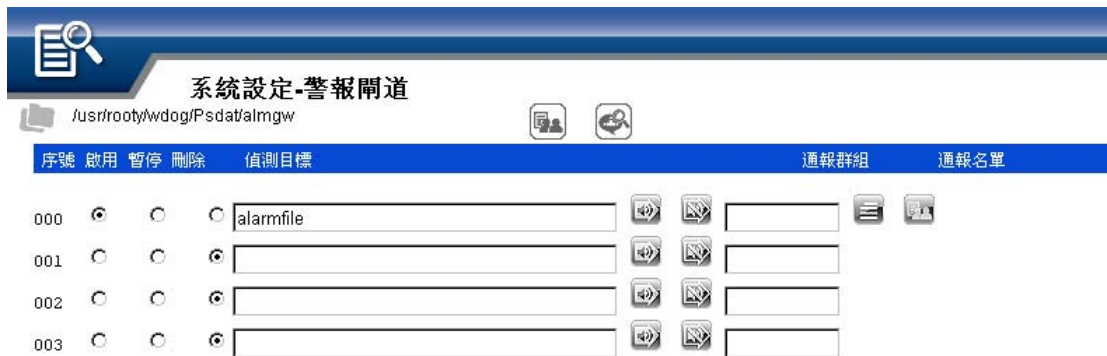 系統設定-警報閘道
/usr/rooty/wdog/Psdat/almgw
序號 啟用 暫停 刪除 偵測目標 通報群組 通報名單
000 alarmfile
001
002
003